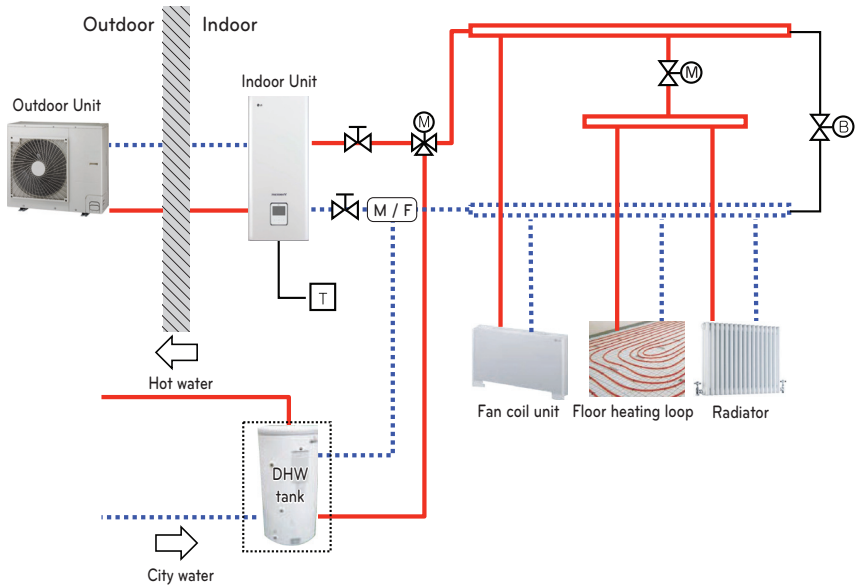 Outdoor
Indoor
Indoor Unit
Outdoor Unit
M
M
B
M / F
T
Hot water
Fan coil unit
Floor heating loop
Radiator
DHW
tank
City water